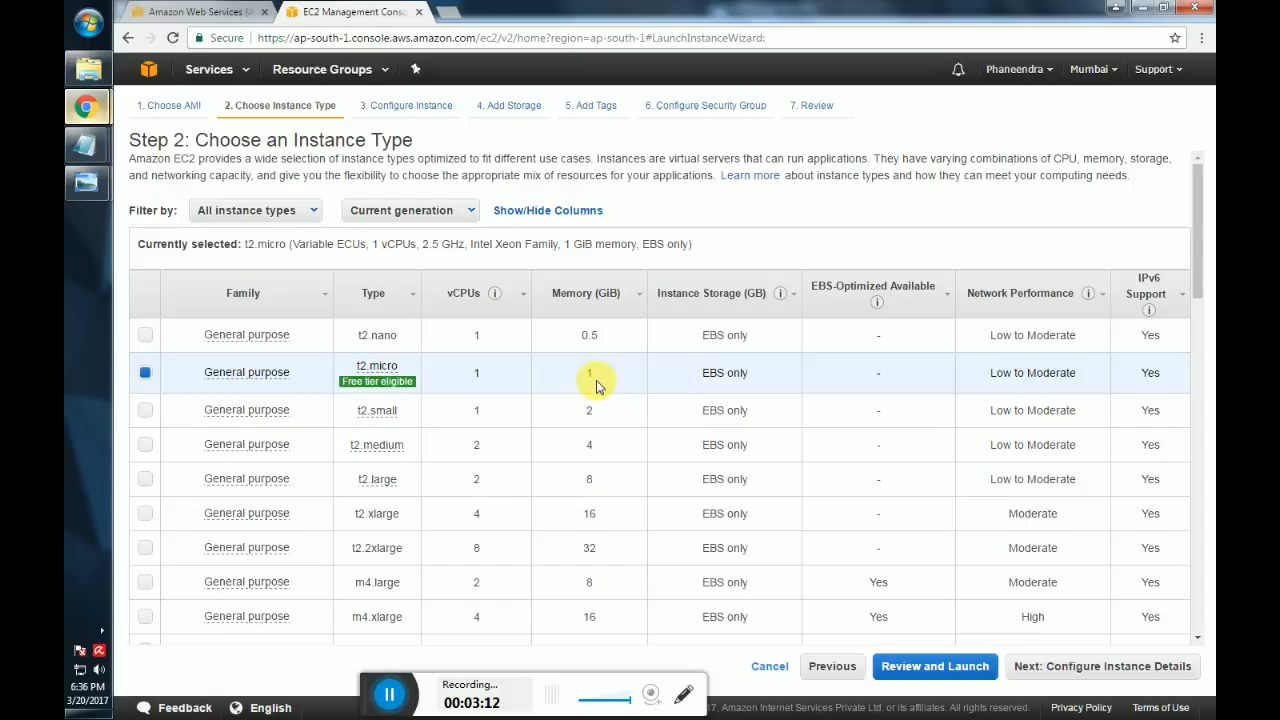 Amazon Web Services (
EC2 Management Conso
Secure https://ap-south-1.console.aws.amazon.com/ec2/v2/home?region=ap-south-1#LaunchInstanceWizard:
Services Resource Groups Phaneendra Mumbai Support
1. Choose AMI 2. Choose Instance Type 3. Configure Instance 4. Add Storage 5. Add Tags 6. Configure Security Group 7. Review
Step 2: Choose an Instance Type
Amazon EC2 provides a wide selection of instance types optimized to fit different use cases. Instances are virtual servers that can run applications. They have varying combinations of CPU, memory, storage,
and networking capacity, and give you the flexibility to choose the appropriate mix of resources for your applications. Learn more about instance types and how they can meet your computing needs.
Filter by: All instance types Current generation Show/Hide Columns
Currently selected: t2.micro (Variable ECUs, 1 vCPUs, 2.5 GHz, Intel Xeon Family, 1 GiB memory, EBS only)
Family Type vCPUs Memory (GiB) Instance Storage (GB) EBS-Optimized Available Network Performance IPv6 Support
General purpose t2.nano 1 0.5 EBS only - Low to Moderate Yes
General purpose t2.micro 1 1 EBS only - Low to Moderate Yes
Free tier eligible
General purpose t2.small 1 2 EBS only - Low to Moderate Yes
General purpose t2.medium 2 4 EBS only - Low to Moderate Yes
General purpose t2.large 2 8 EBS only - Low to Moderate Yes
General purpose t2.xlarge 4 16 EBS only - Moderate Yes
General purpose t2.2xlarge 8 32 EBS only - Moderate Yes
General purpose m4.large 2 8 EBS only Yes Moderate Yes
General purpose m4.xlarge 4 16 EBS only Yes High Yes
Cancel Previous Review and Launch Next: Configure Instance Details
Recording...
00:03:12
6:36 PM
3/20/2017
Feedback English 17, Amazon Internet Services Private Ltd. or its affiliates. All rights reserved. Privacy Policy Terms of Use